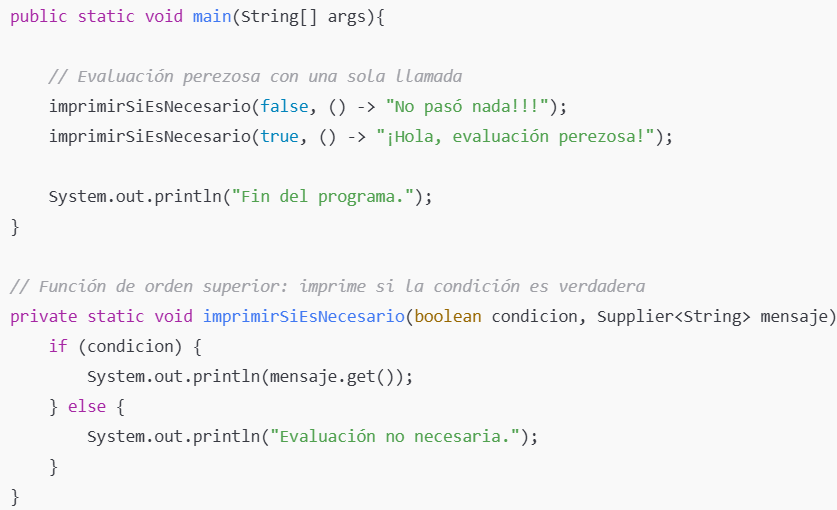 public static void main(String[] args){
    // Evaluación perezosa con una sola llamada
    imprimirSiEsNecesario(false, () -> "No pasó nada!!!");
    imprimirSiEsNecesario(true, () -> "¡Hola, evaluación perezosa!");
    System.out.println("Fin del programa.");
}
// Función de orden superior: imprime si la condición es verdadera
private static void imprimirSiEsNecesario(boolean condicion, Supplier<String> mensaje)
    if (condicion) {
        System.out.println(mensaje.get());
    } else {
        System.out.println("Evaluación no necesaria.");
    }
}